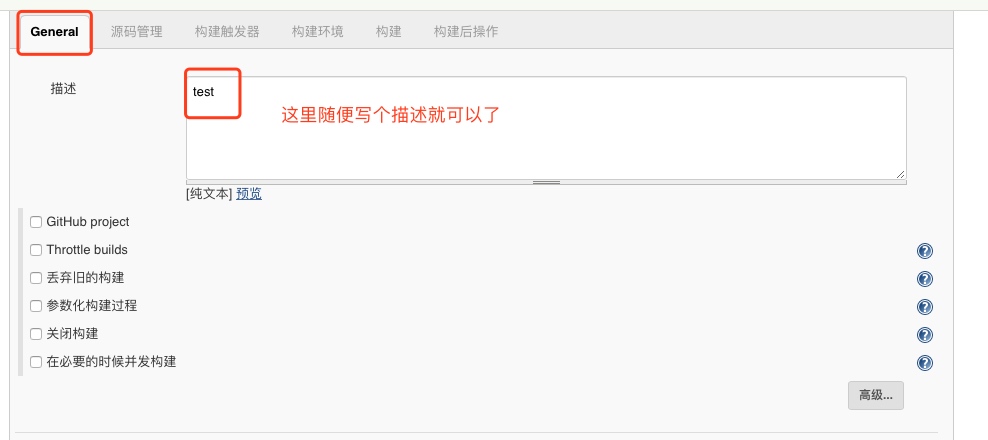 General 源码管理 构建触发器 构建环境 构建 构建后操作
描述
test
这里随便写个描述就可以了
[纯文本] 预览
GitHub project
Throttle builds
丢弃旧的构建
参数化构建过程
关闭构建
在必要的时候并发构建
高级...